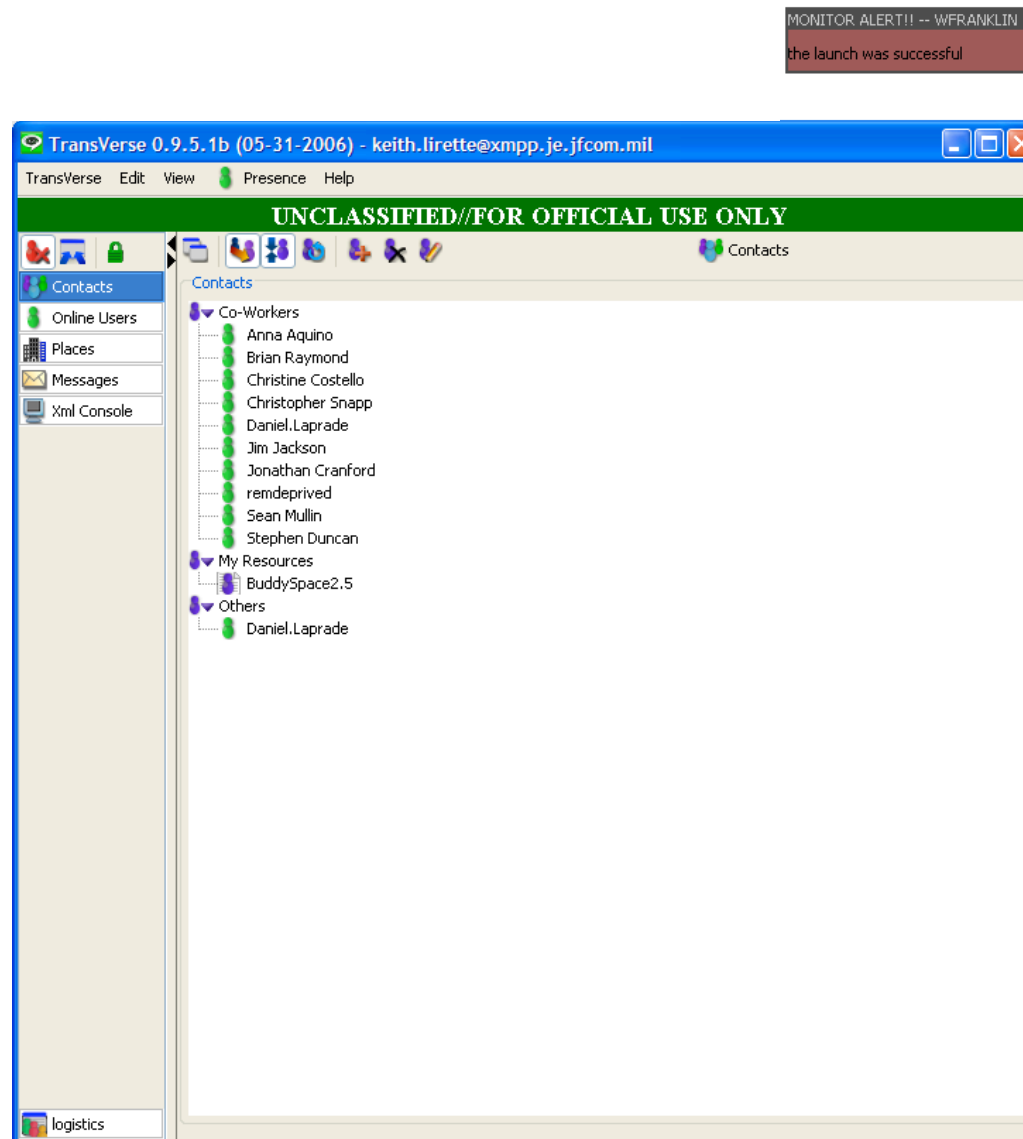 MONITOR ALERT!! -- WFRANKLIN
the launch was successful
TransVerse 0.9.5.1b (05-31-2006) - keith.lirette@xmpp.je.jfcom.mil
TransVerse Edit View Presence Help
UNCLASSIFIED//FOR OFFICIAL USE ONLY
Contacts
Contacts
Online Users
Places
Messages
Xml Console
logistics
Contacts
Co-Workers
Anna Aquino
Brian Raymond
Christine Costello
Christopher Snapp
Daniel.Laprade
Jim Jackson
Jonathan Cranford
remdeprived
Sean Mullin
Stephen Duncan
My Resources
BuddySpace2.5
Others
Daniel.Laprade